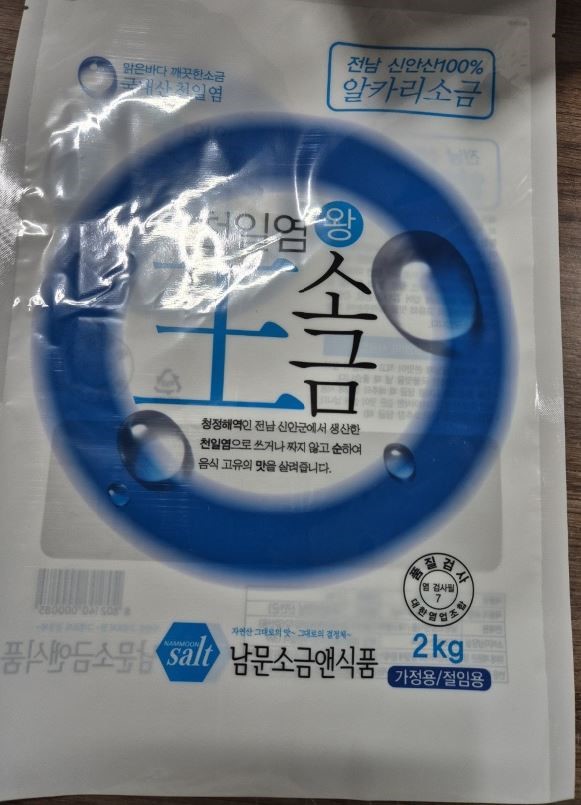 맑은바다 깨끗한소금
국내산 천일염
전남 신안산100%
알카리소금
천일염 왕
土 소금
청정해역인 전남 신안군에서 생산한
천일염으로 쓰거나 짜지 않고 순하여
음식 고유의 맛을 살려줍니다.
품질검사
염 검사필
7
대한염업조합
자연산 그대로의 맛~ 그대로의 결정체~
NAMMOON
salt
남문소금앤식품
2kg
가정용/절임용
8 802140 000085